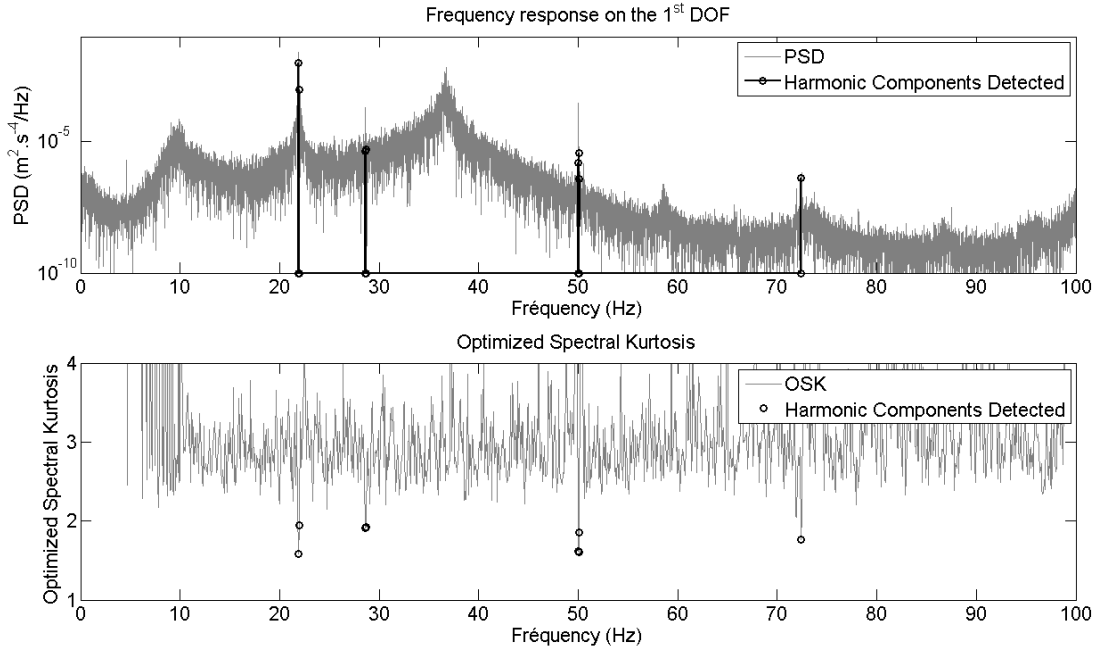 Frequency response on the 1st DOF
PSD (m2.s-4/Hz)
10-5
10-10
PSD
Harmonic Components Detected
0 10 20 30 40 50 60 70 80 90 100
Fréquency (Hz)
Optimized Spectral Kurtosis
Optimized Spectral Kurtosis
4
3
2
1
OSK
Harmonic Components Detected
0 10 20 30 40 50 60 70 80 90 100
Fréquency (Hz)